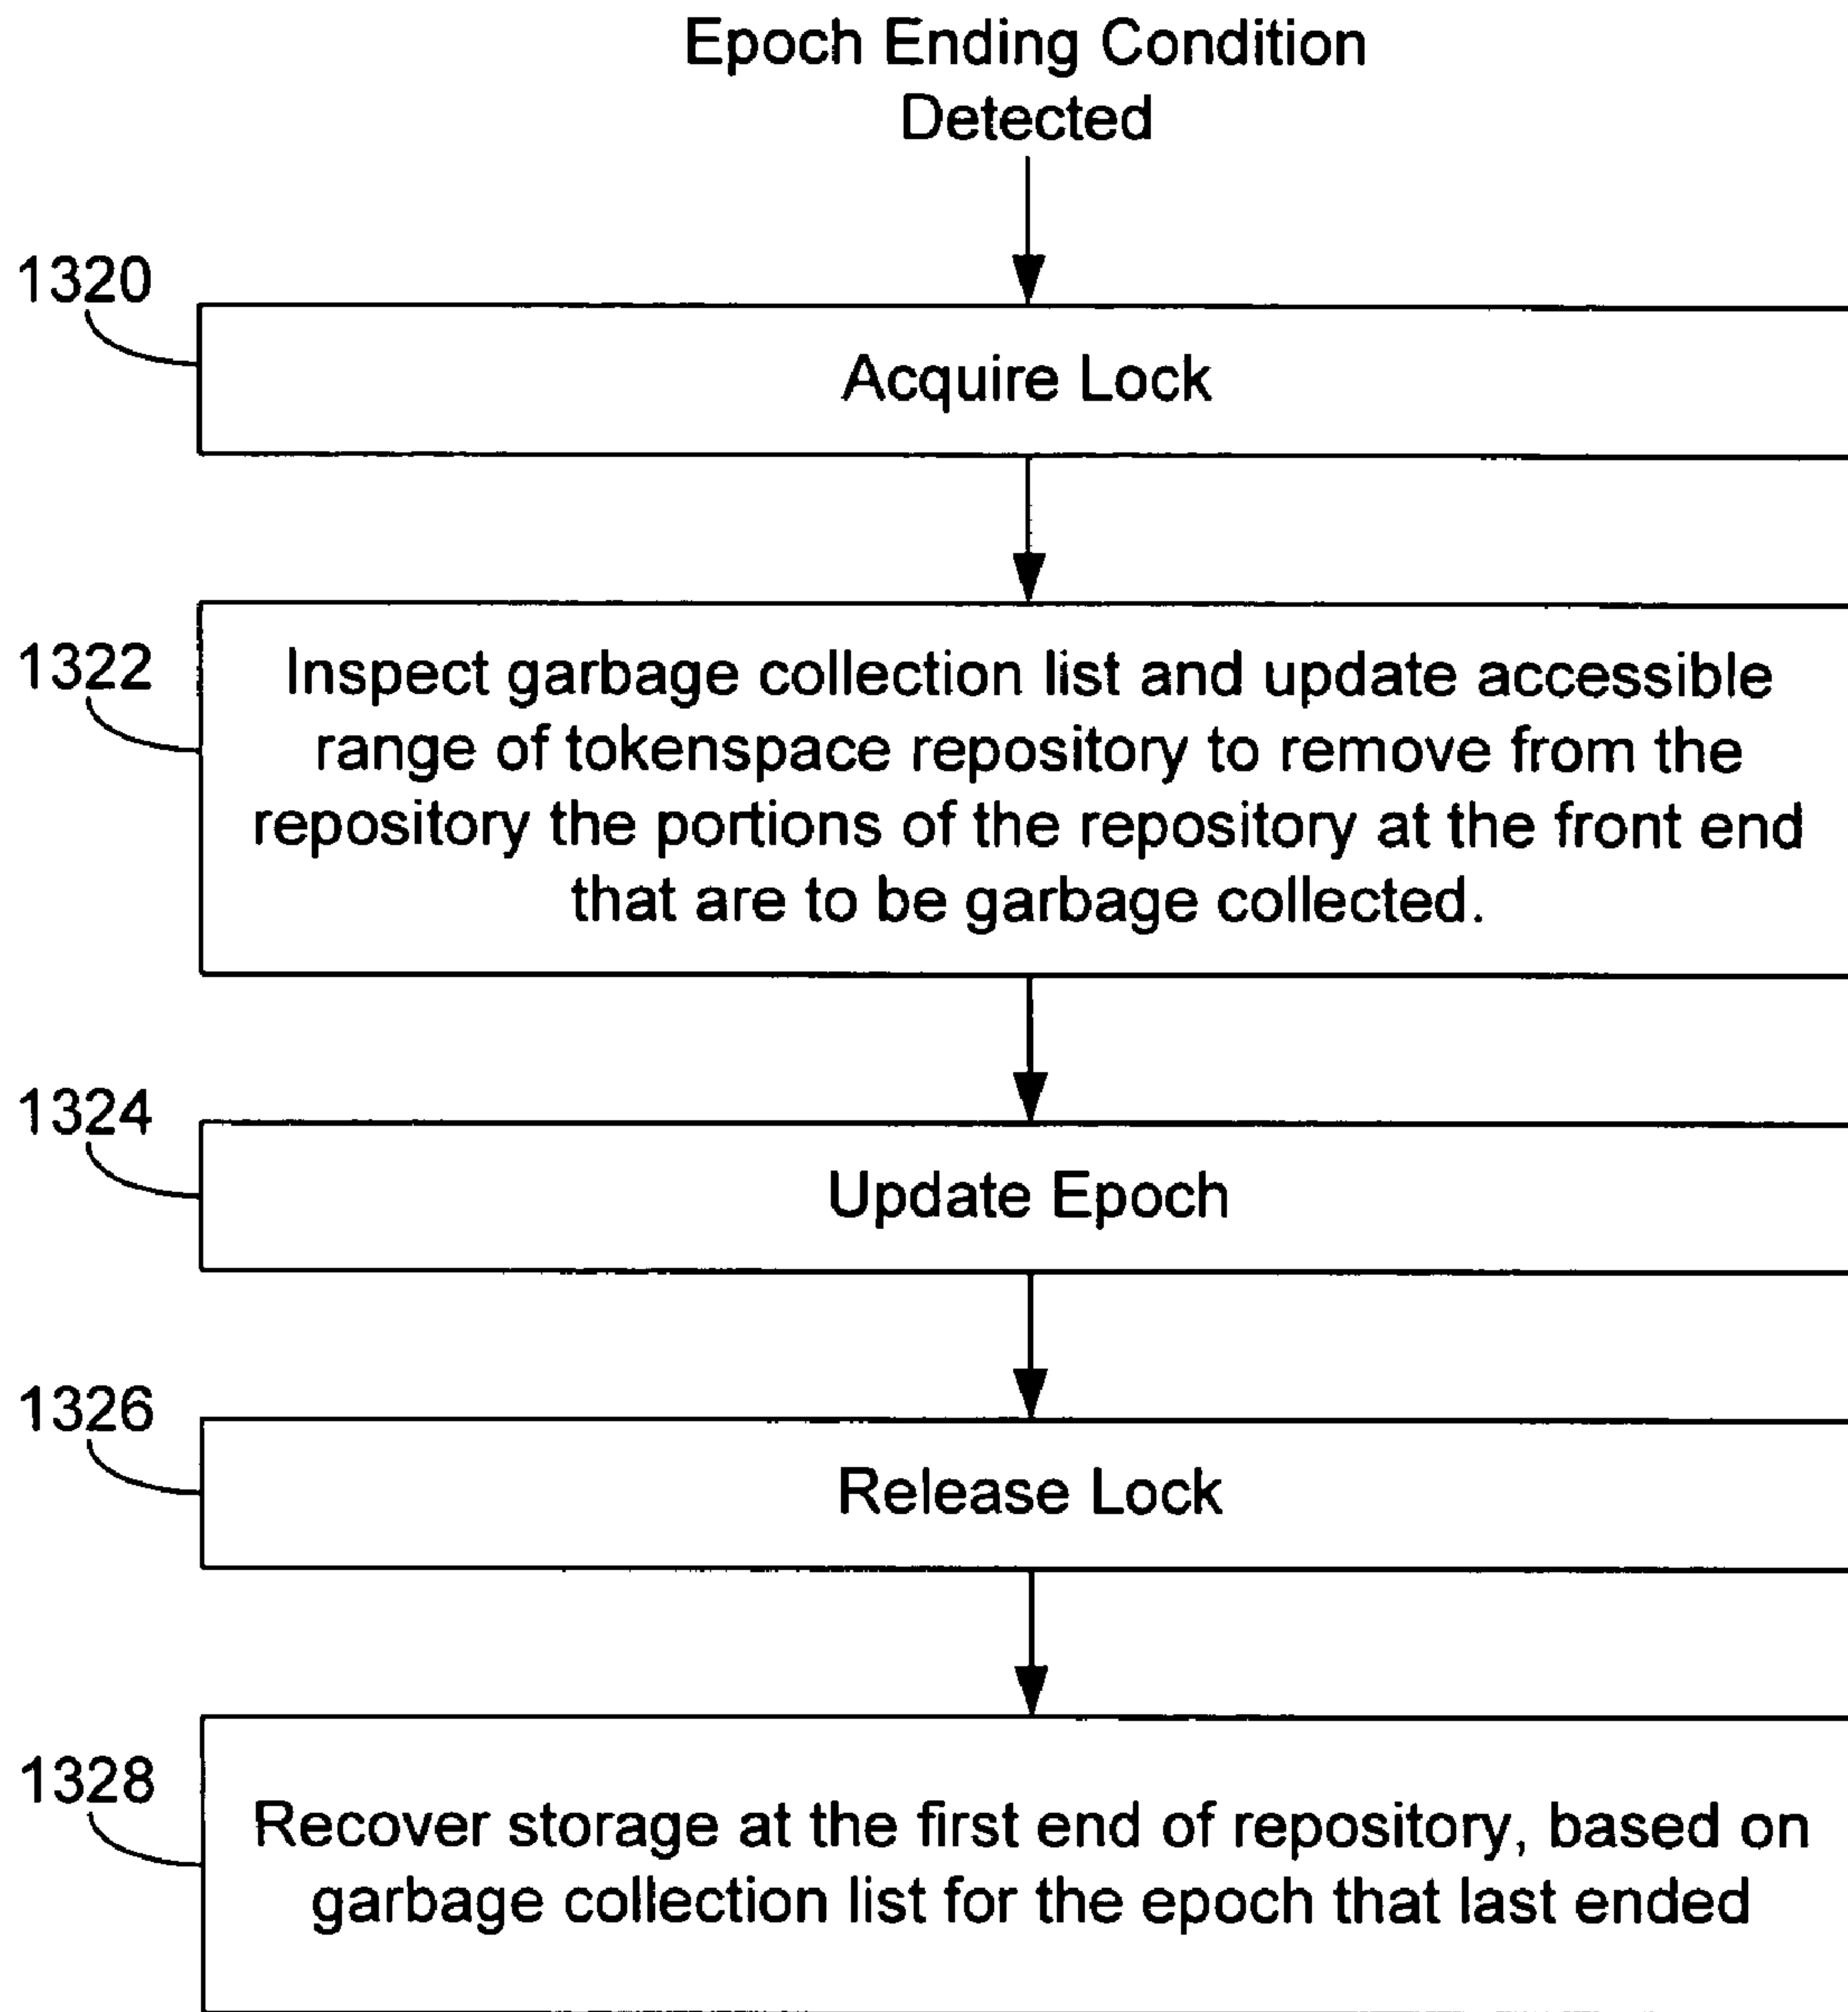 Epoch Ending Condition
Detected
1320
Acquire Lock
1322
Inspect garbage collection list and update accessible
range of tokenspace repository to remove from the
repository the portions of the repository at the front end
that are to be garbage collected.
1324
Update Epoch
1326
Release Lock
1328
Recover storage at the first end of repository, based on
garbage collection list for the epoch that last ended